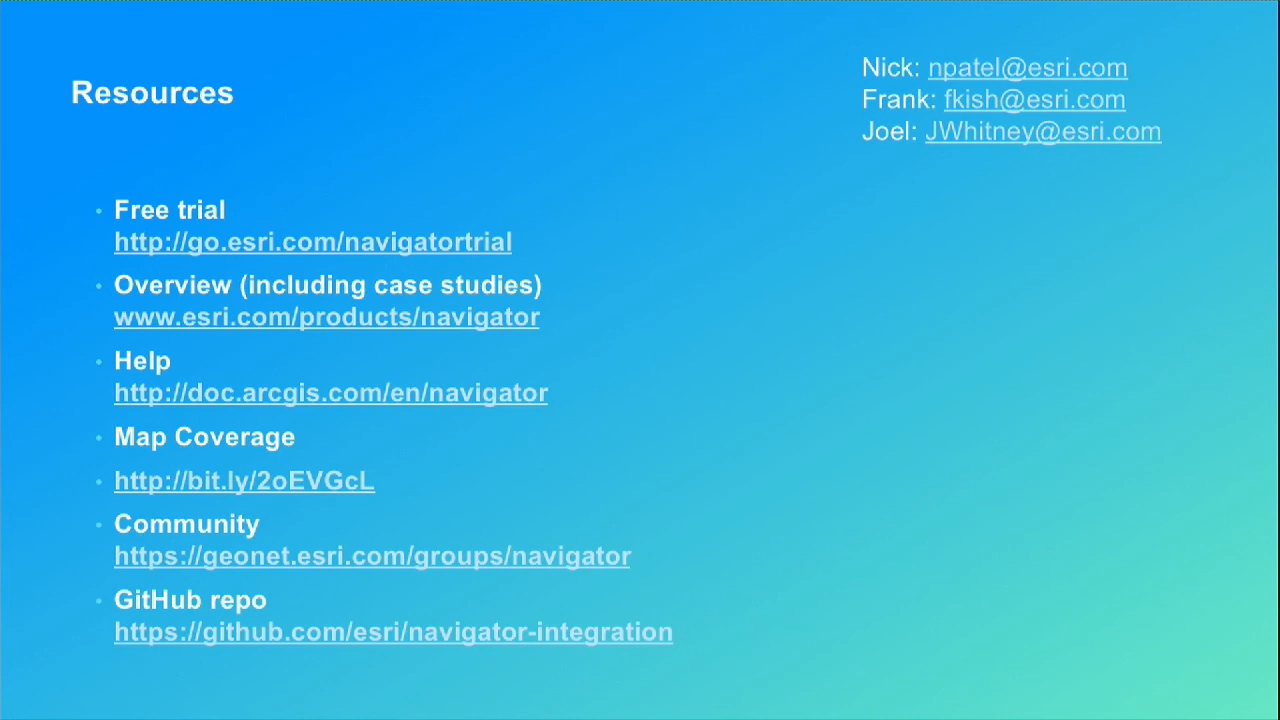 Resources
Nick: npatel@esri.com
Frank: fkish@esri.com
Joel: JWhitney@esri.com
• Free trial
http://go.esri.com/navigatortrial
• Overview (including case studies)
www.esri.com/products/navigator
• Help
http://doc.arcgis.com/en/navigator
• Map Coverage
• http://bit.ly/2oEVGcL
• Community
https://geonet.esri.com/groups/navigator
• GitHub repo
https://github.com/esri/navigator-integration